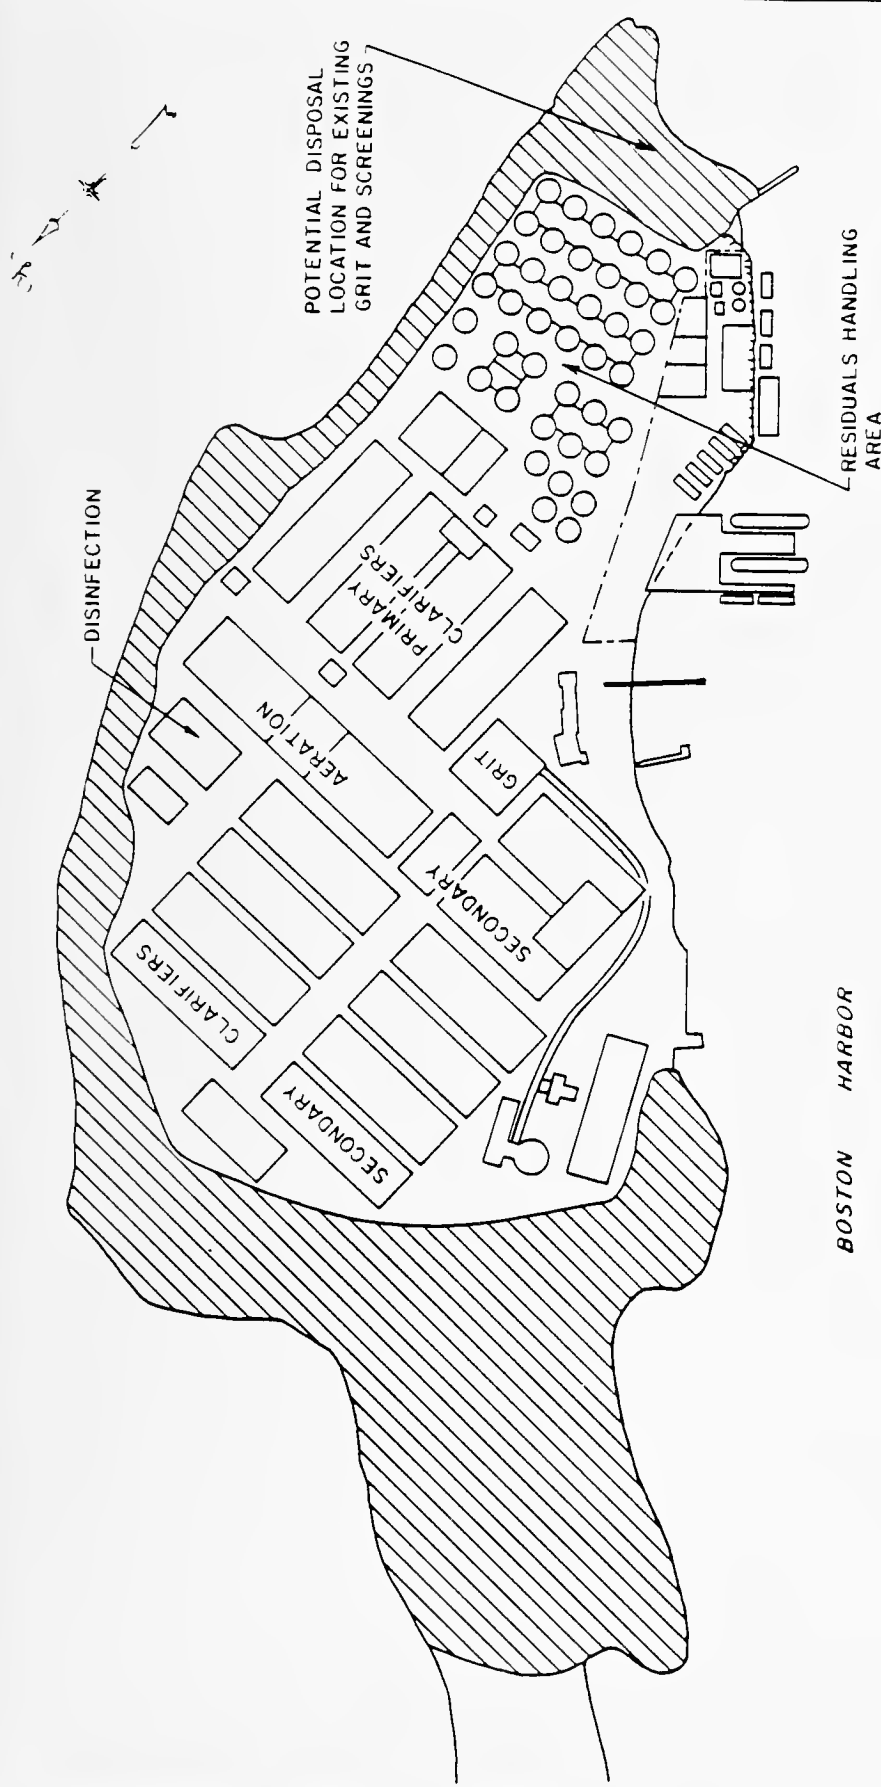 DISINFECTION
POTENTIAL DISPOSAL
LOCATION FOR EXISTING
GRIT AND SCREENINGS
CLARIFIERS
AERATION
PRIMARY
CLARIFIERS
SECONDARY
SECONDARY
GRIT
RESIDUALS HANDLING
AREA
BOSTON HARBOR